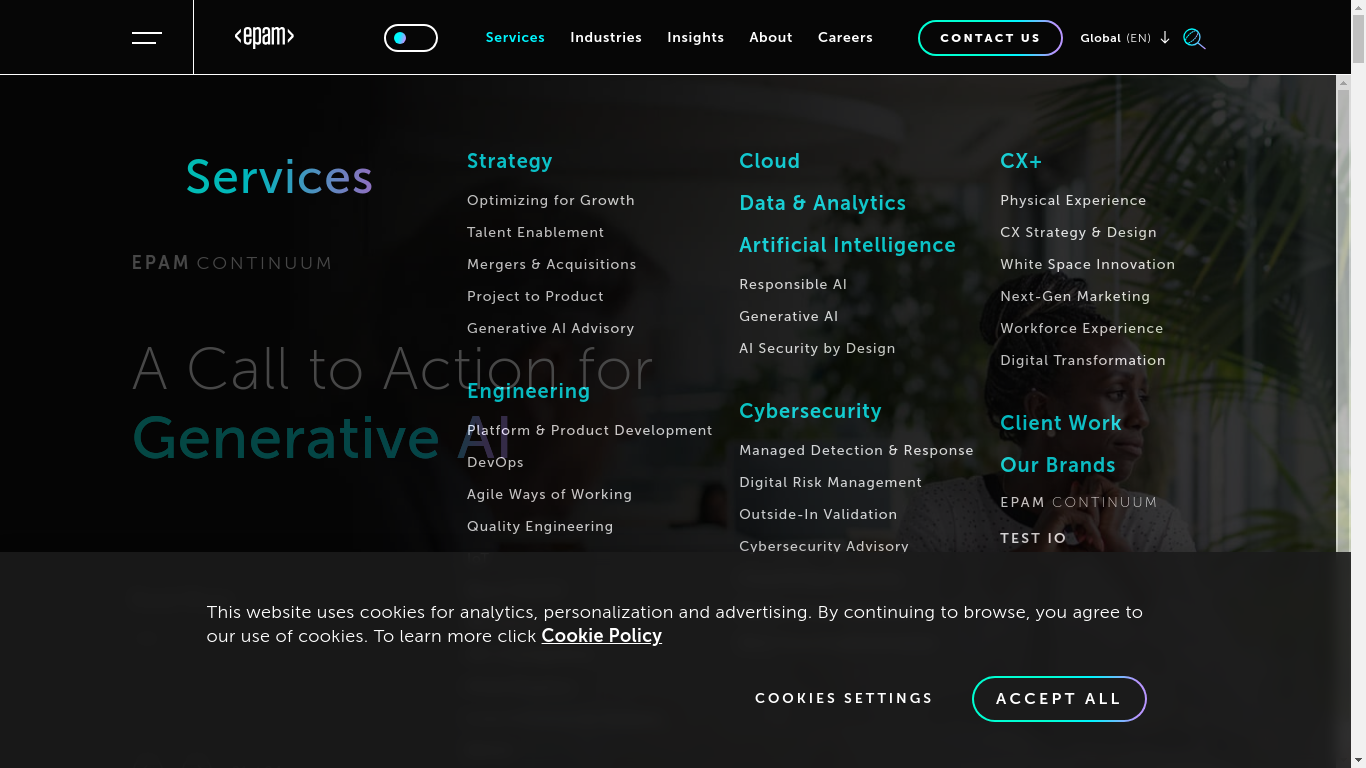 <epam>
Services
Industries
Insights
About
Careers
CONTACT US
Global (EN)
Services
EPAM CONTINUUM
A Call to Action for
Generative AI
Strategy
Optimizing for Growth
Talent Enablement
Mergers & Acquisitions
Project to Product
Generative AI Advisory
Engineering
Platform & Product Development
DevOps
Agile Ways of Working
Quality Engineering
Cloud
Data & Analytics
Artificial Intelligence
Responsible AI
Generative AI
AI Security by Design
Cybersecurity
Managed Detection & Response
Digital Risk Management
Outside-In Validation
Cybersecurity Advisory
CX+
Physical Experience
CX Strategy & Design
White Space Innovation
Next-Gen Marketing
Workforce Experience
Digital Transformation
Client Work
Our Brands
EPAM CONTINUUM
TEST IO
This website uses cookies for analytics, personalization and advertising. By continuing to browse, you agree to
our use of cookies. To learn more click Cookie Policy
COOKIES SETTINGS
ACCEPT ALL